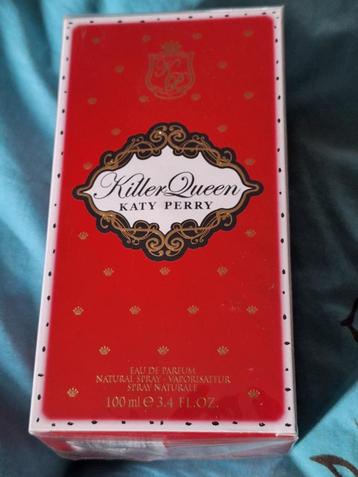 Killer Queen
KATY PERRY
EAU DE PARFUM
NATURAL SPRAY - VAPORISATEUR
SPRAY NATURALE
100 ml ℮ 3.4 FL.OZ.